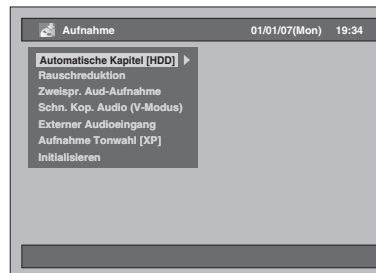 Aufnahme 01/01/07(Mon) 19:34
Automatische Kapitel [HDD]
Rauschreduktion
Zweispr. Aud-Aufnahme
Schn. Kop. Audio (V-Modus)
Externer Audioeingang
Aufnahme Tonwahl [XP]
Initialisieren